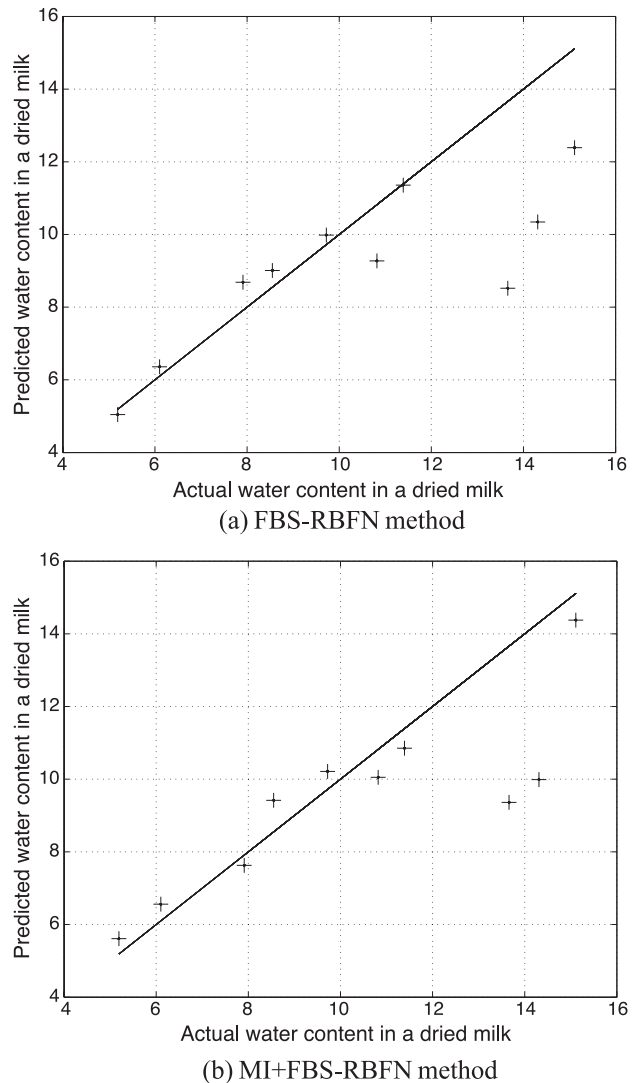 16
14
12
10
8
6
4
Predicted water content in a dried milk
4 6 8 10 12 14 16
Actual water content in a dried milk
(a) FBS-RBFN method
16
14
12
10
8
6
4
Predicted water content in a dried milk
4 6 8 10 12 14 16
Actual water content in a dried milk
(b) MI+FBS-RBFN method